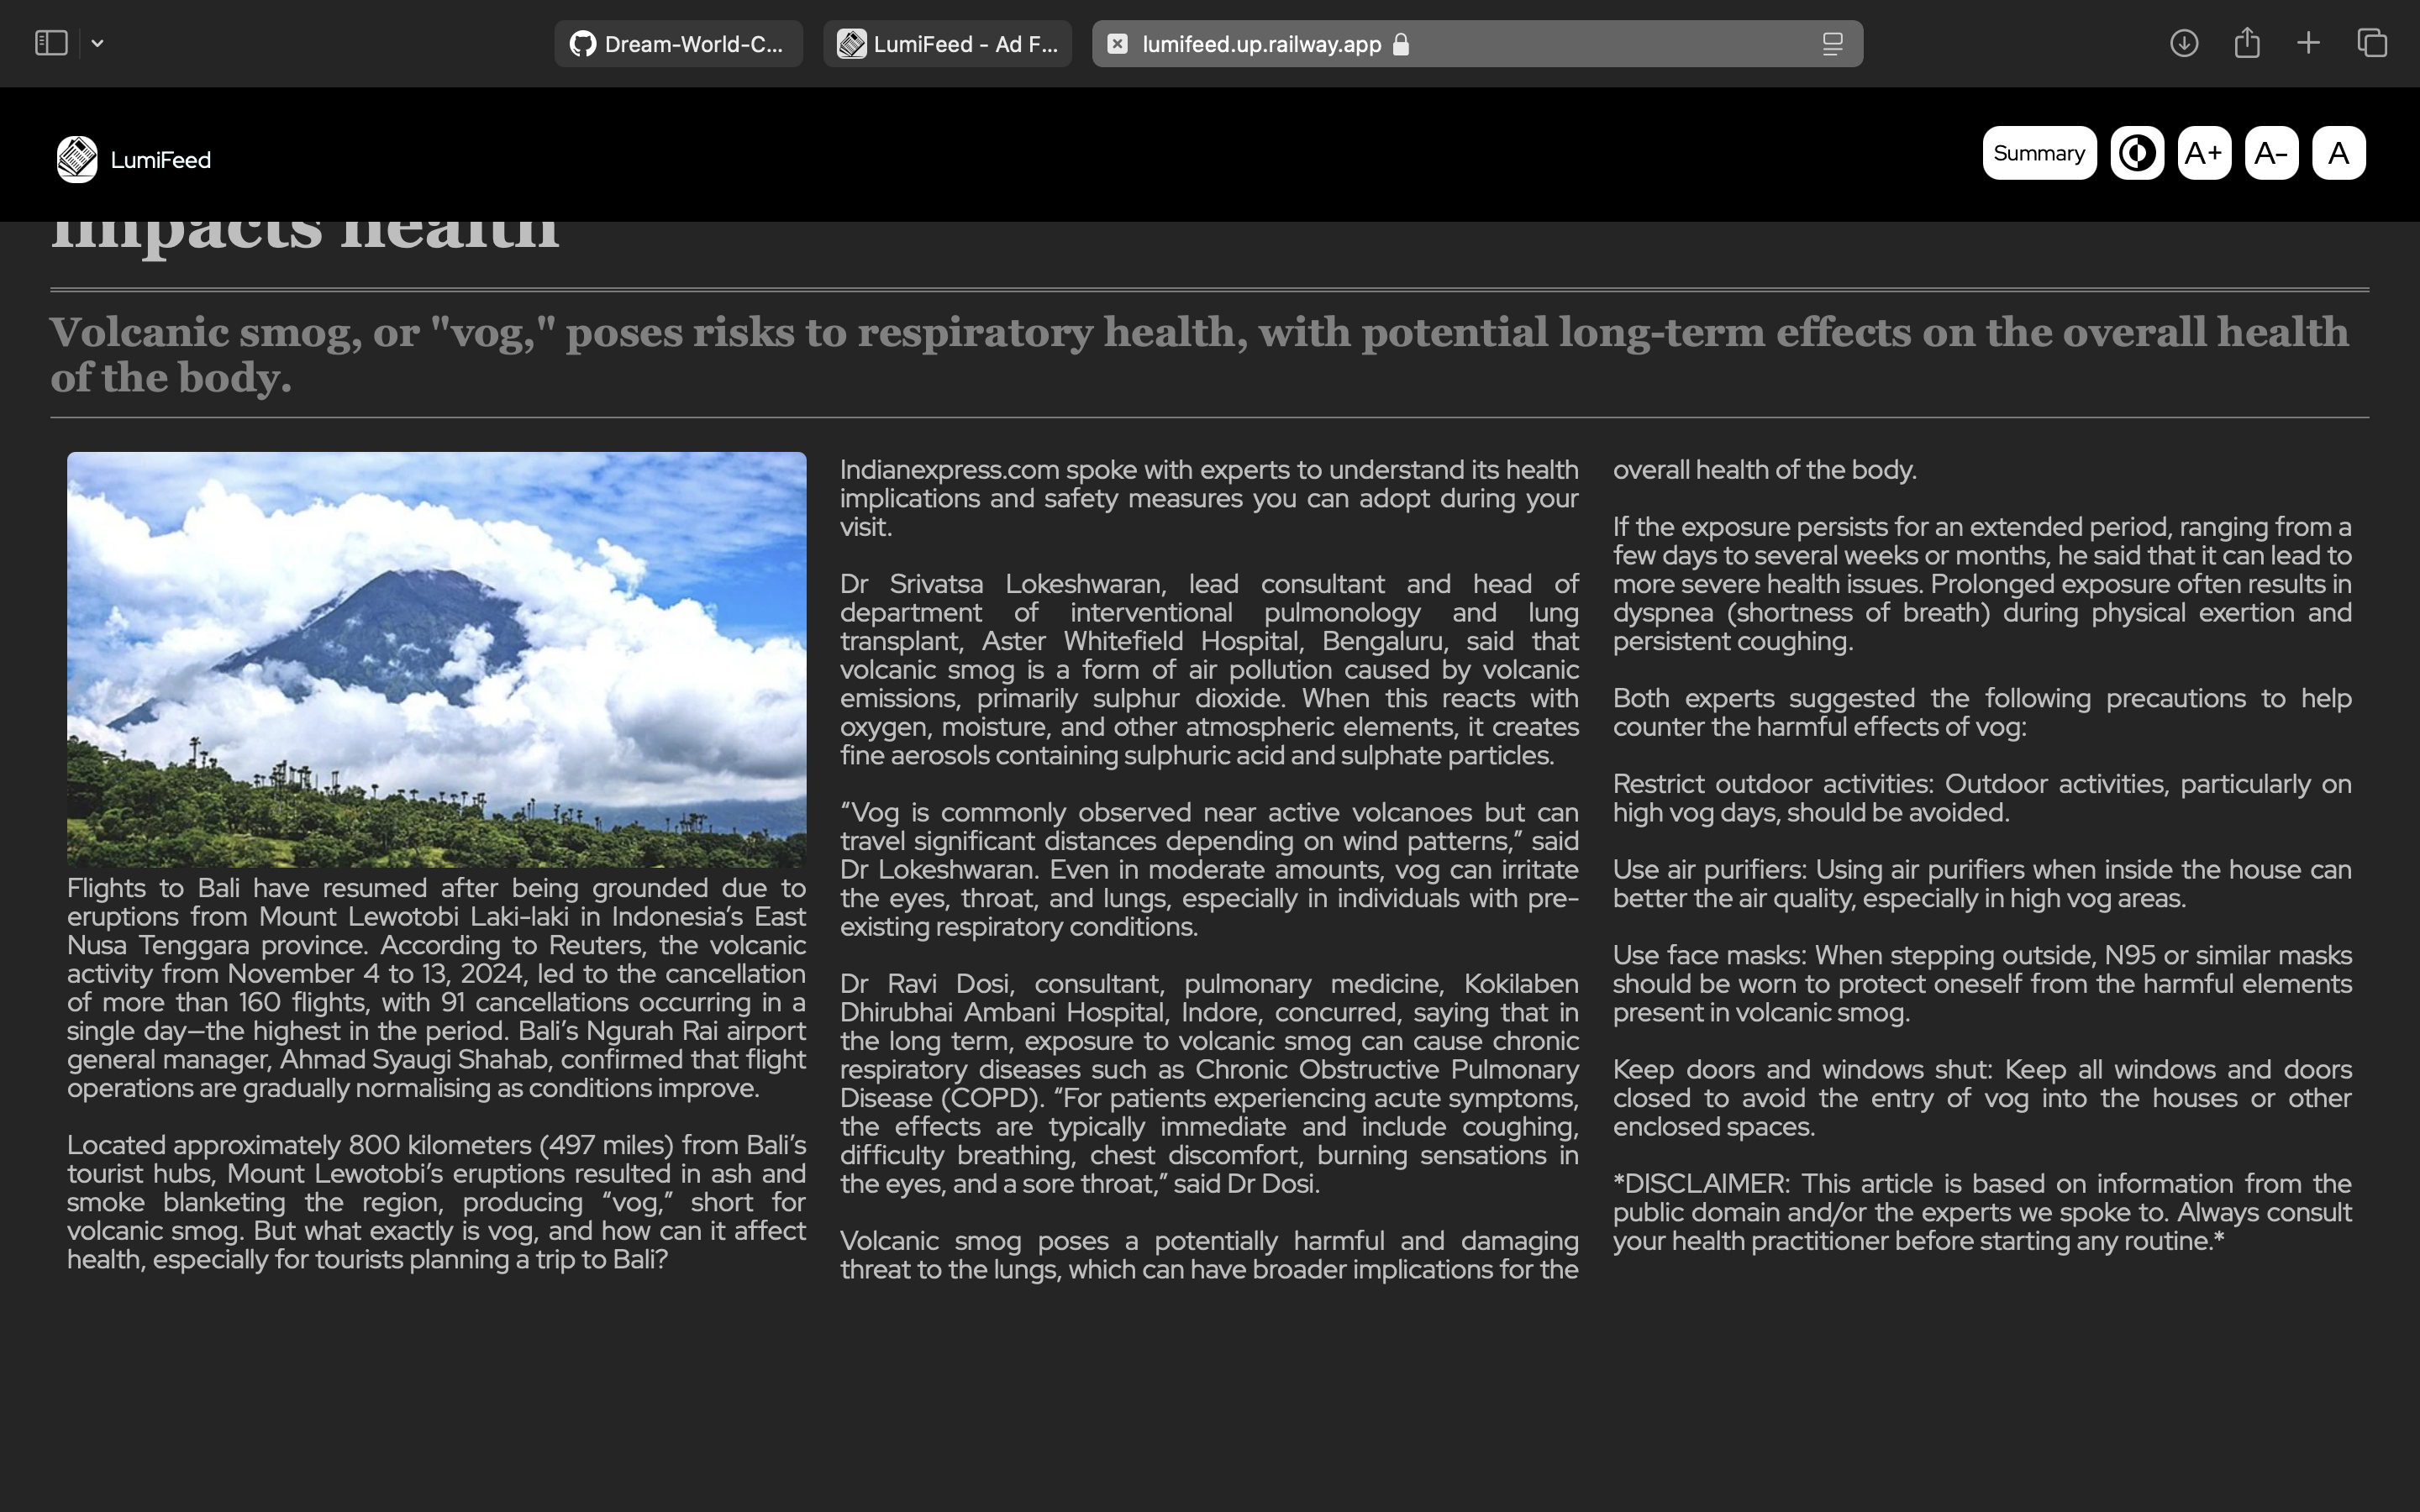 Dream-World-C...
LumiFeed - Ad F...
lumifeed.up.railway.app
LumiFeed
Summary
A+
A-
A
impacts health
Volcanic smog, or "vog," poses risks to respiratory health, with potential long-term effects on the overall health
of the body.
Flights to Bali have resumed after being grounded due to
eruptions from Mount Lewotobi Laki-laki in Indonesia's East
Nusa Tenggara province. According to Reuters, the volcanic
activity from November 4 to 13, 2024, led to the cancellation
of more than 160 flights, with 91 cancellations occurring in a
single day—the highest in the period. Bali's Ngurah Rai airport
general manager, Ahmad Syaugi Shahab, confirmed that flight
operations are gradually normalising as conditions improve.
Located approximately 800 kilometers (497 miles) from Bali's
tourist hubs, Mount Lewotobi's eruptions resulted in ash and
smoke blanketing the region, producing “vog,” short for
volcanic smog. But what exactly is vog, and how can it affect
health, especially for tourists planning a trip to Bali?
Indianexpress.com spoke with experts to understand its health
implications and safety measures you can adopt during your
visit.
Dr Srivatsa Lokeshwaran, lead consultant and head of
department of interventional pulmonology and lung
transplant, Aster Whitefield Hospital, Bengaluru, said that
volcanic smog is a form of air pollution caused by volcanic
emissions, primarily sulphur dioxide. When this reacts with
oxygen, moisture, and other atmospheric elements, it creates
fine aerosols containing sulphuric acid and sulphate particles.
“Vog is commonly observed near active volcanoes but can
travel significant distances depending on wind patterns,” said
Dr Lokeshwaran. Even in moderate amounts, vog can irritate
the eyes, throat, and lungs, especially in individuals with pre-
existing respiratory conditions.
Dr Ravi Dosi, consultant, pulmonary medicine, Kokilaben
Dhirubhai Ambani Hospital, Indore, concurred, saying that in
the long term, exposure to volcanic smog can cause chronic
respiratory diseases such as Chronic Obstructive Pulmonary
Disease (COPD). “For patients experiencing acute symptoms,
the effects are typically immediate and include coughing,
difficulty breathing, chest discomfort, burning sensations in
the eyes, and a sore throat,” said Dr Dosi.
Volcanic smog poses a potentially harmful and damaging
threat to the lungs, which can have broader implications for the
overall health of the body.
If the exposure persists for an extended period, ranging from a
few days to several weeks or months, he said that it can lead to
more severe health issues. Prolonged exposure often results in
dyspnea (shortness of breath) during physical exertion and
persistent coughing.
Both experts suggested the following precautions to help
counter the harmful effects of vog:
Restrict outdoor activities: Outdoor activities, particularly on
high vog days, should be avoided.
Use air purifiers: Using air purifiers when inside the house can
better the air quality, especially in high vog areas.
Use face masks: When stepping outside, N95 or similar masks
should be worn to protect oneself from the harmful elements
present in volcanic smog.
Keep doors and windows shut: Keep all windows and doors
closed to avoid the entry of vog into the houses or other
enclosed spaces.
*DISCLAIMER: This article is based on information from the
public domain and/or the experts we spoke to. Always consult
your health practitioner before starting any routine.*